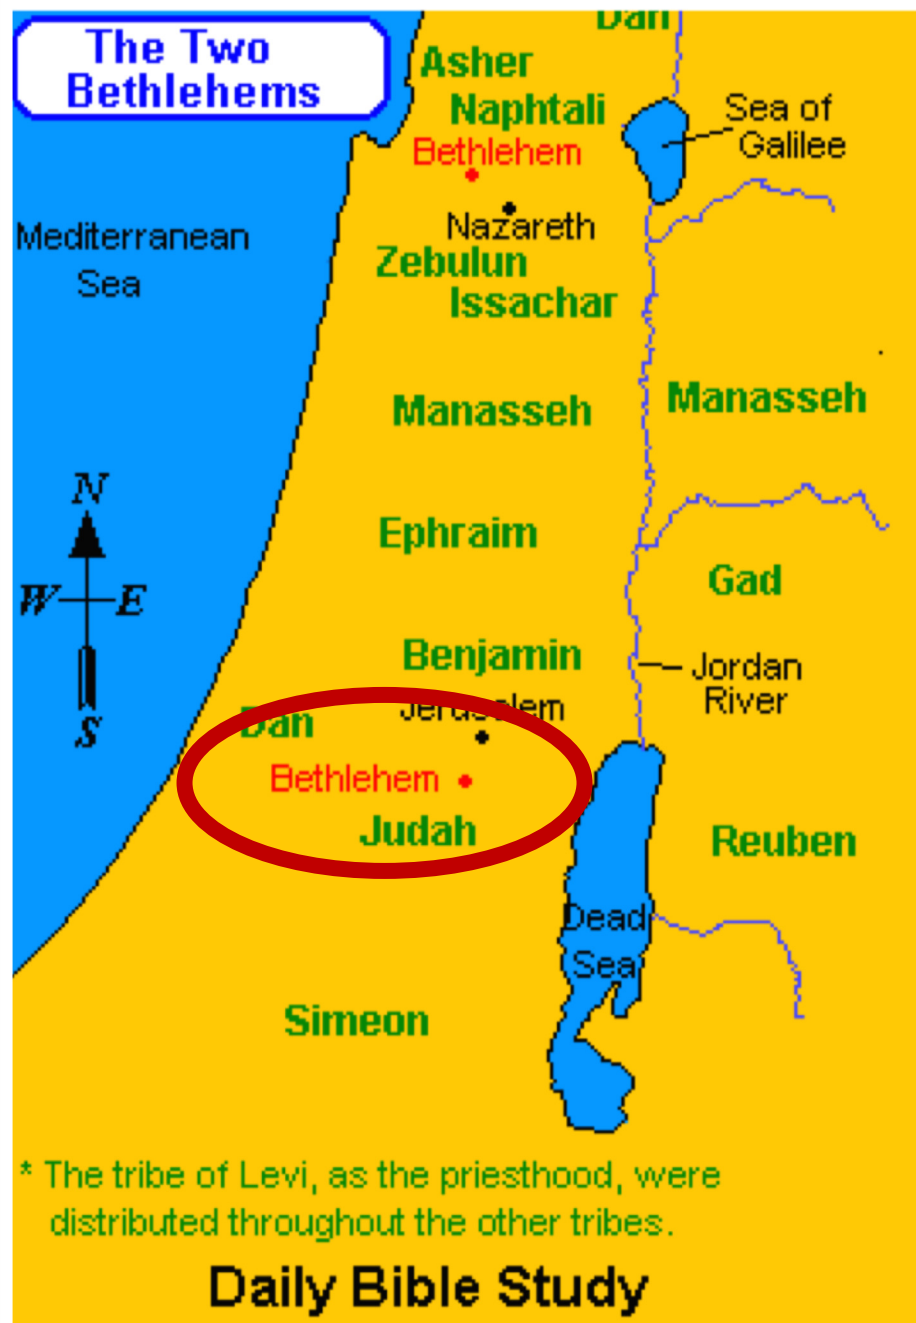 The Two
Bethlehems
Dan
Asher
Naphtali
Bethlehem
Sea of
Galilee
Nazareth
Mediterranean
Sea
Zebulun
Issachar
Manasseh
Manasseh
N
W E
S
Ephraim
Gad
Benjamin
Jordan
River
Jerusalem
Dan
Bethlehem
Judah
Reuben
Dead
Sea
Simeon
* The tribe of Levi, as the priesthood, were
distributed throughout the other tribes.
Daily Bible Study